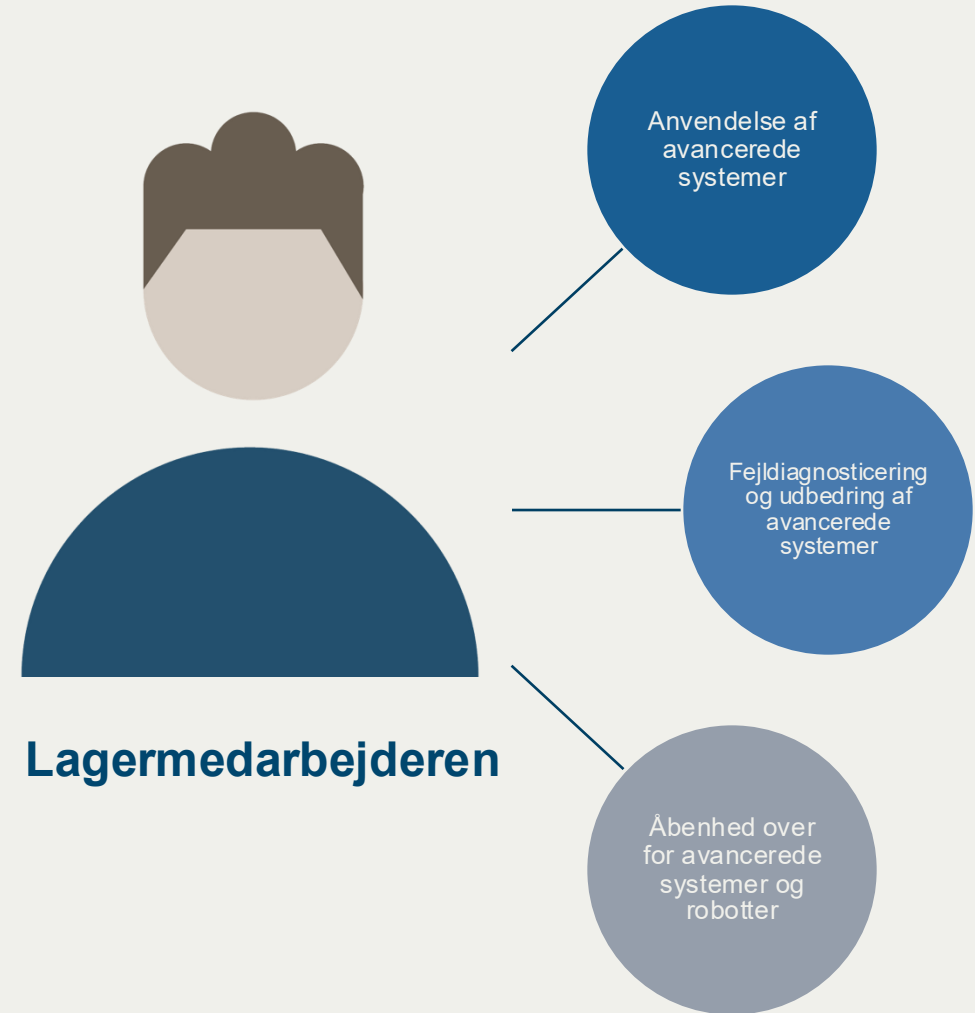 Anvendelse af
avancerede
systemer
Fejldiagnosticering
og udbedring af
avancerede
systemer
Lagermedarbejderen
Åbenhed over
for avancerede
systemer og
robotter